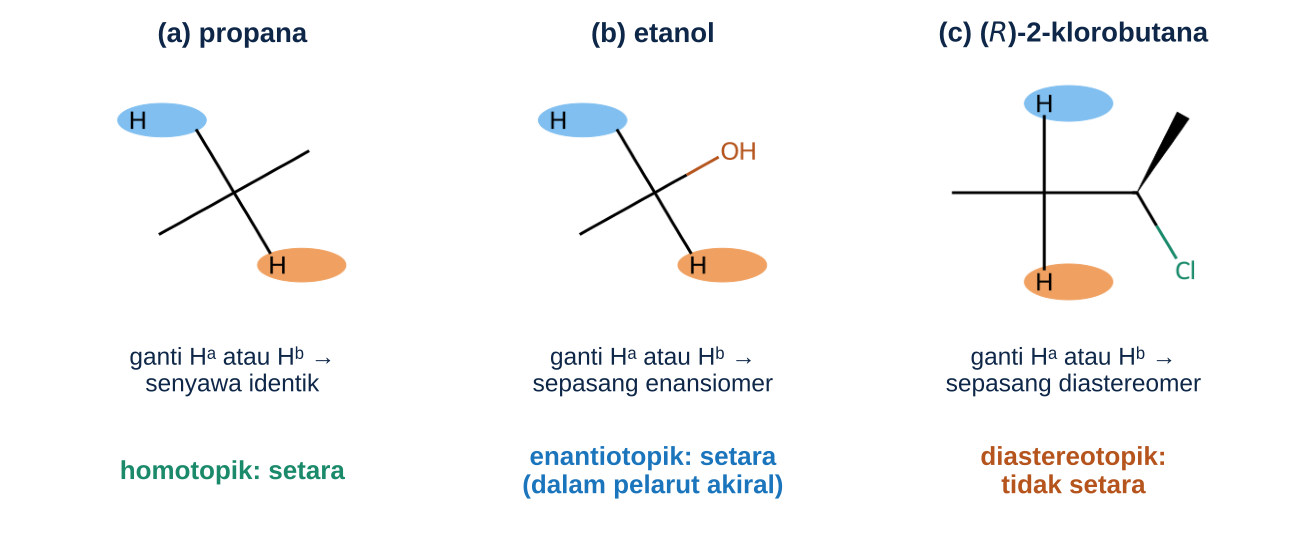 (a) propana
H
H
ganti Hᵃ atau Hᵇ →
senyawa identik
homotopik: setara
(b) etanol
H
OH
H
ganti Hᵃ atau Hᵇ →
sepasang enansiomer
enantiotopik: setara
(dalam pelarut akiral)
(c) (R)-2-klorobutana
H
H
Cl
ganti Hᵃ atau Hᵇ →
sepasang diastereomer
diastereotopik:
tidak setara